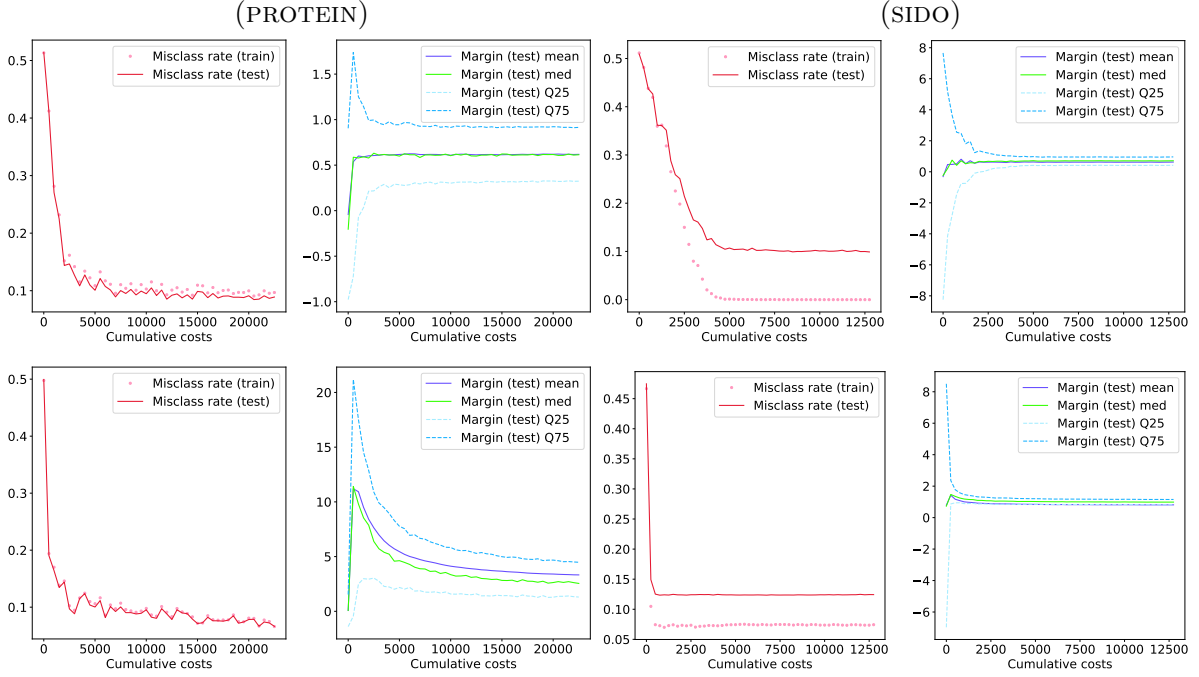 (PROTEIN)
(SIDO)
Misclass rate (train)
Misclass rate (test)
0.5
0.4
0.3
0.2
0.1
0 5000 10000 15000 20000
Cumulative costs
Margin (test) mean
Margin (test) med
Margin (test) Q25
Margin (test) Q75
1.5
1.0
0.5
0.0
−0.5
−1.0
0 5000 10000 15000 20000
Cumulative costs
Misclass rate (train)
Misclass rate (test)
0.5
0.4
0.3
0.2
0.1
0.0
0 2500 5000 7500 10000 12500
Cumulative costs
Margin (test) mean
Margin (test) med
Margin (test) Q25
Margin (test) Q75
8
6
4
2
0
−2
−4
−6
−8
0 2500 5000 7500 10000 12500
Cumulative costs
Misclass rate (train)
Misclass rate (test)
0.5
0.4
0.3
0.2
0.1
0 5000 10000 15000 20000
Cumulative costs
Margin (test) mean
Margin (test) med
Margin (test) Q25
Margin (test) Q75
20
15
10
5
0
0 5000 10000 15000 20000
Cumulative costs
Misclass rate (train)
Misclass rate (test)
0.45
0.40
0.35
0.30
0.25
0.20
0.15
0.10
0.05
0 2500 5000 7500 10000 12500
Cumulative costs
Margin (test) mean
Margin (test) med
Margin (test) Q25
Margin (test) Q75
8
6
4
2
0
−2
−4
−6
0 2500 5000 7500 10000 12500
Cumulative costs